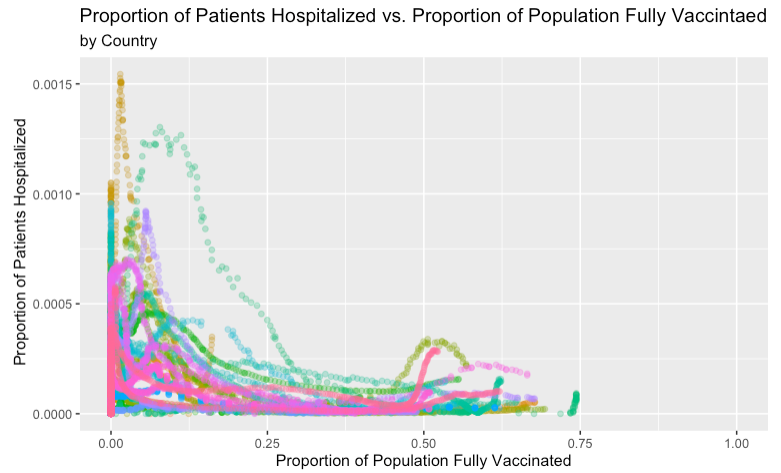 Proportion of Patients Hospitalized vs. Proportion of Population Fully Vaccintaed
by Country
Proportion of Patients Hospitalized
0.0015
0.0010
0.0005
0.0000
0.00
0.25
0.50
0.75
1.00
Proportion of Population Fully Vaccinated